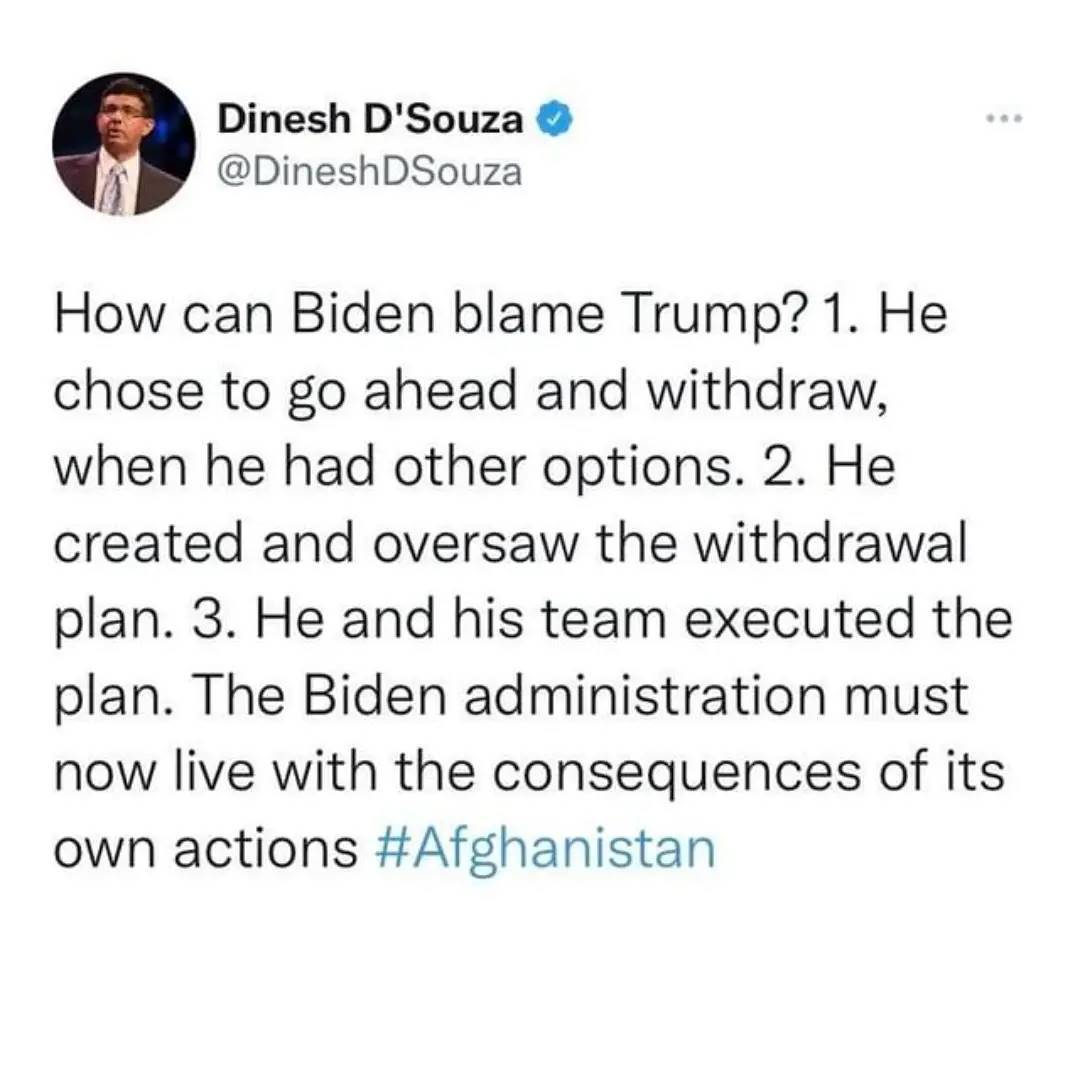 Dinesh D'Souza
@DineshDSouza
How can Biden blame Trump? 1. He
chose to go ahead and withdraw,
when he had other options. 2. He
created and oversaw the withdrawal
plan. 3. He and his team executed the
plan. The Biden administration must
now live with the consequences of its
own actions #Afghanistan